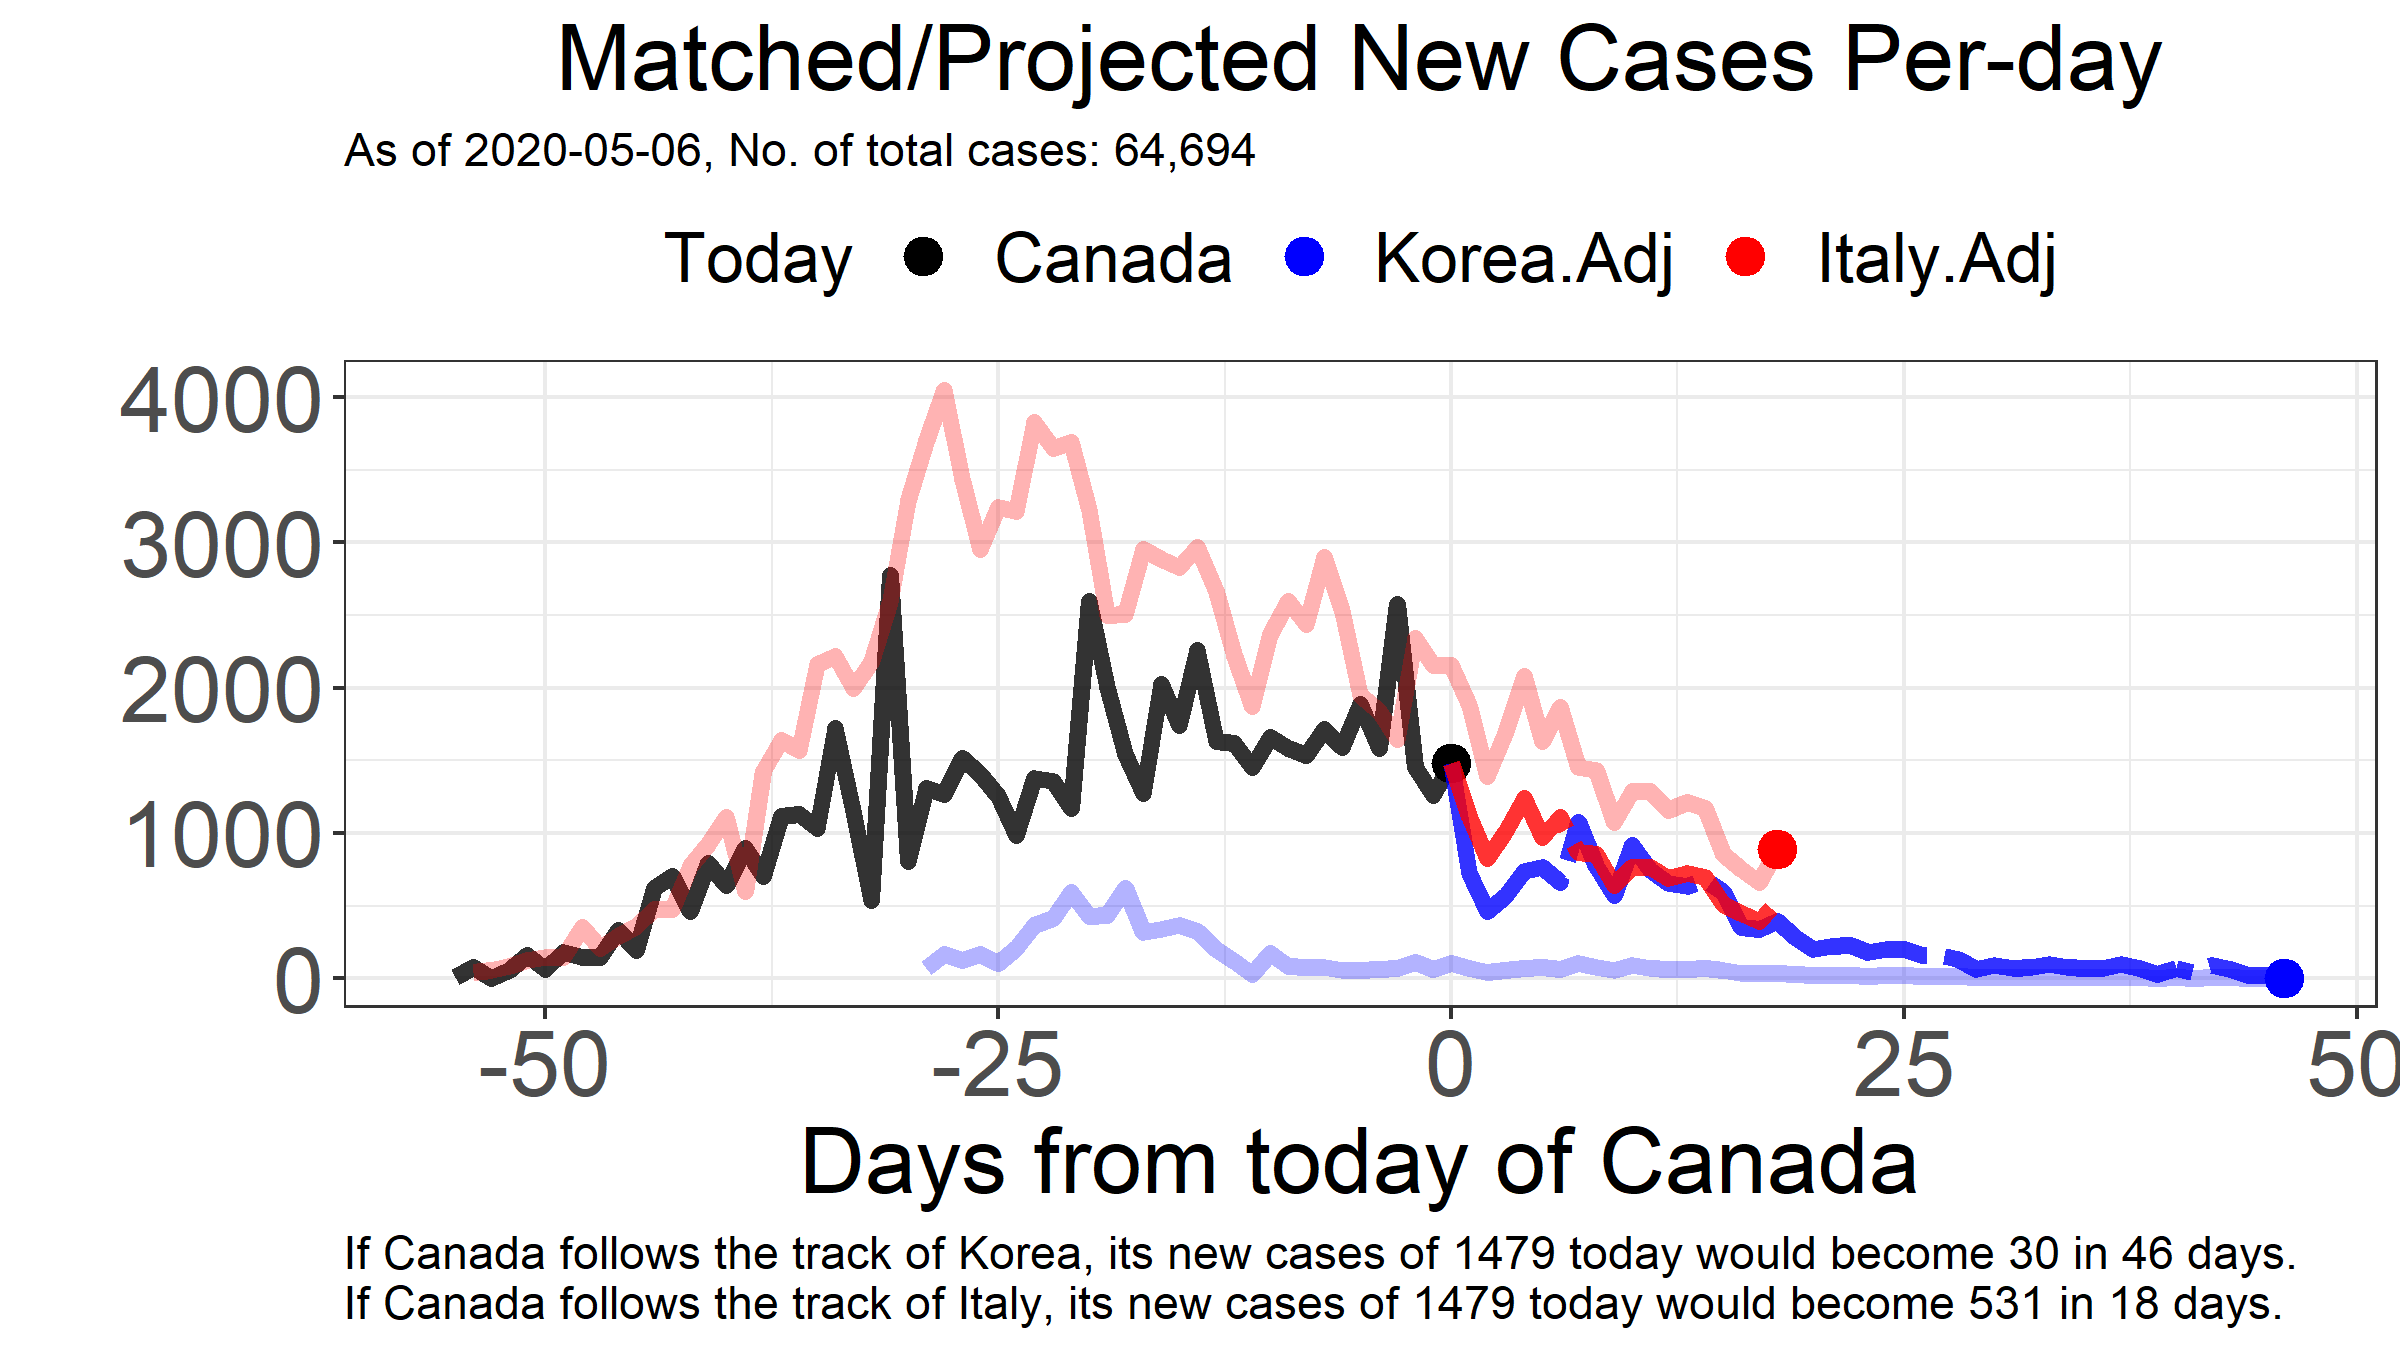 Matched/Projected New Cases Per-day
As of 2020-05-06, No. of total cases: 64,694
Today Canada Korea.Adj Italy.Adj
4000
3000
2000
1000
0
-50 -25 0 25 50
Days from today of Canada
If Canada follows the track of Korea, its new cases of 1479 today would become 30 in 46 days.
If Canada follows the track of Italy, its new cases of 1479 today would become 531 in 18 days.